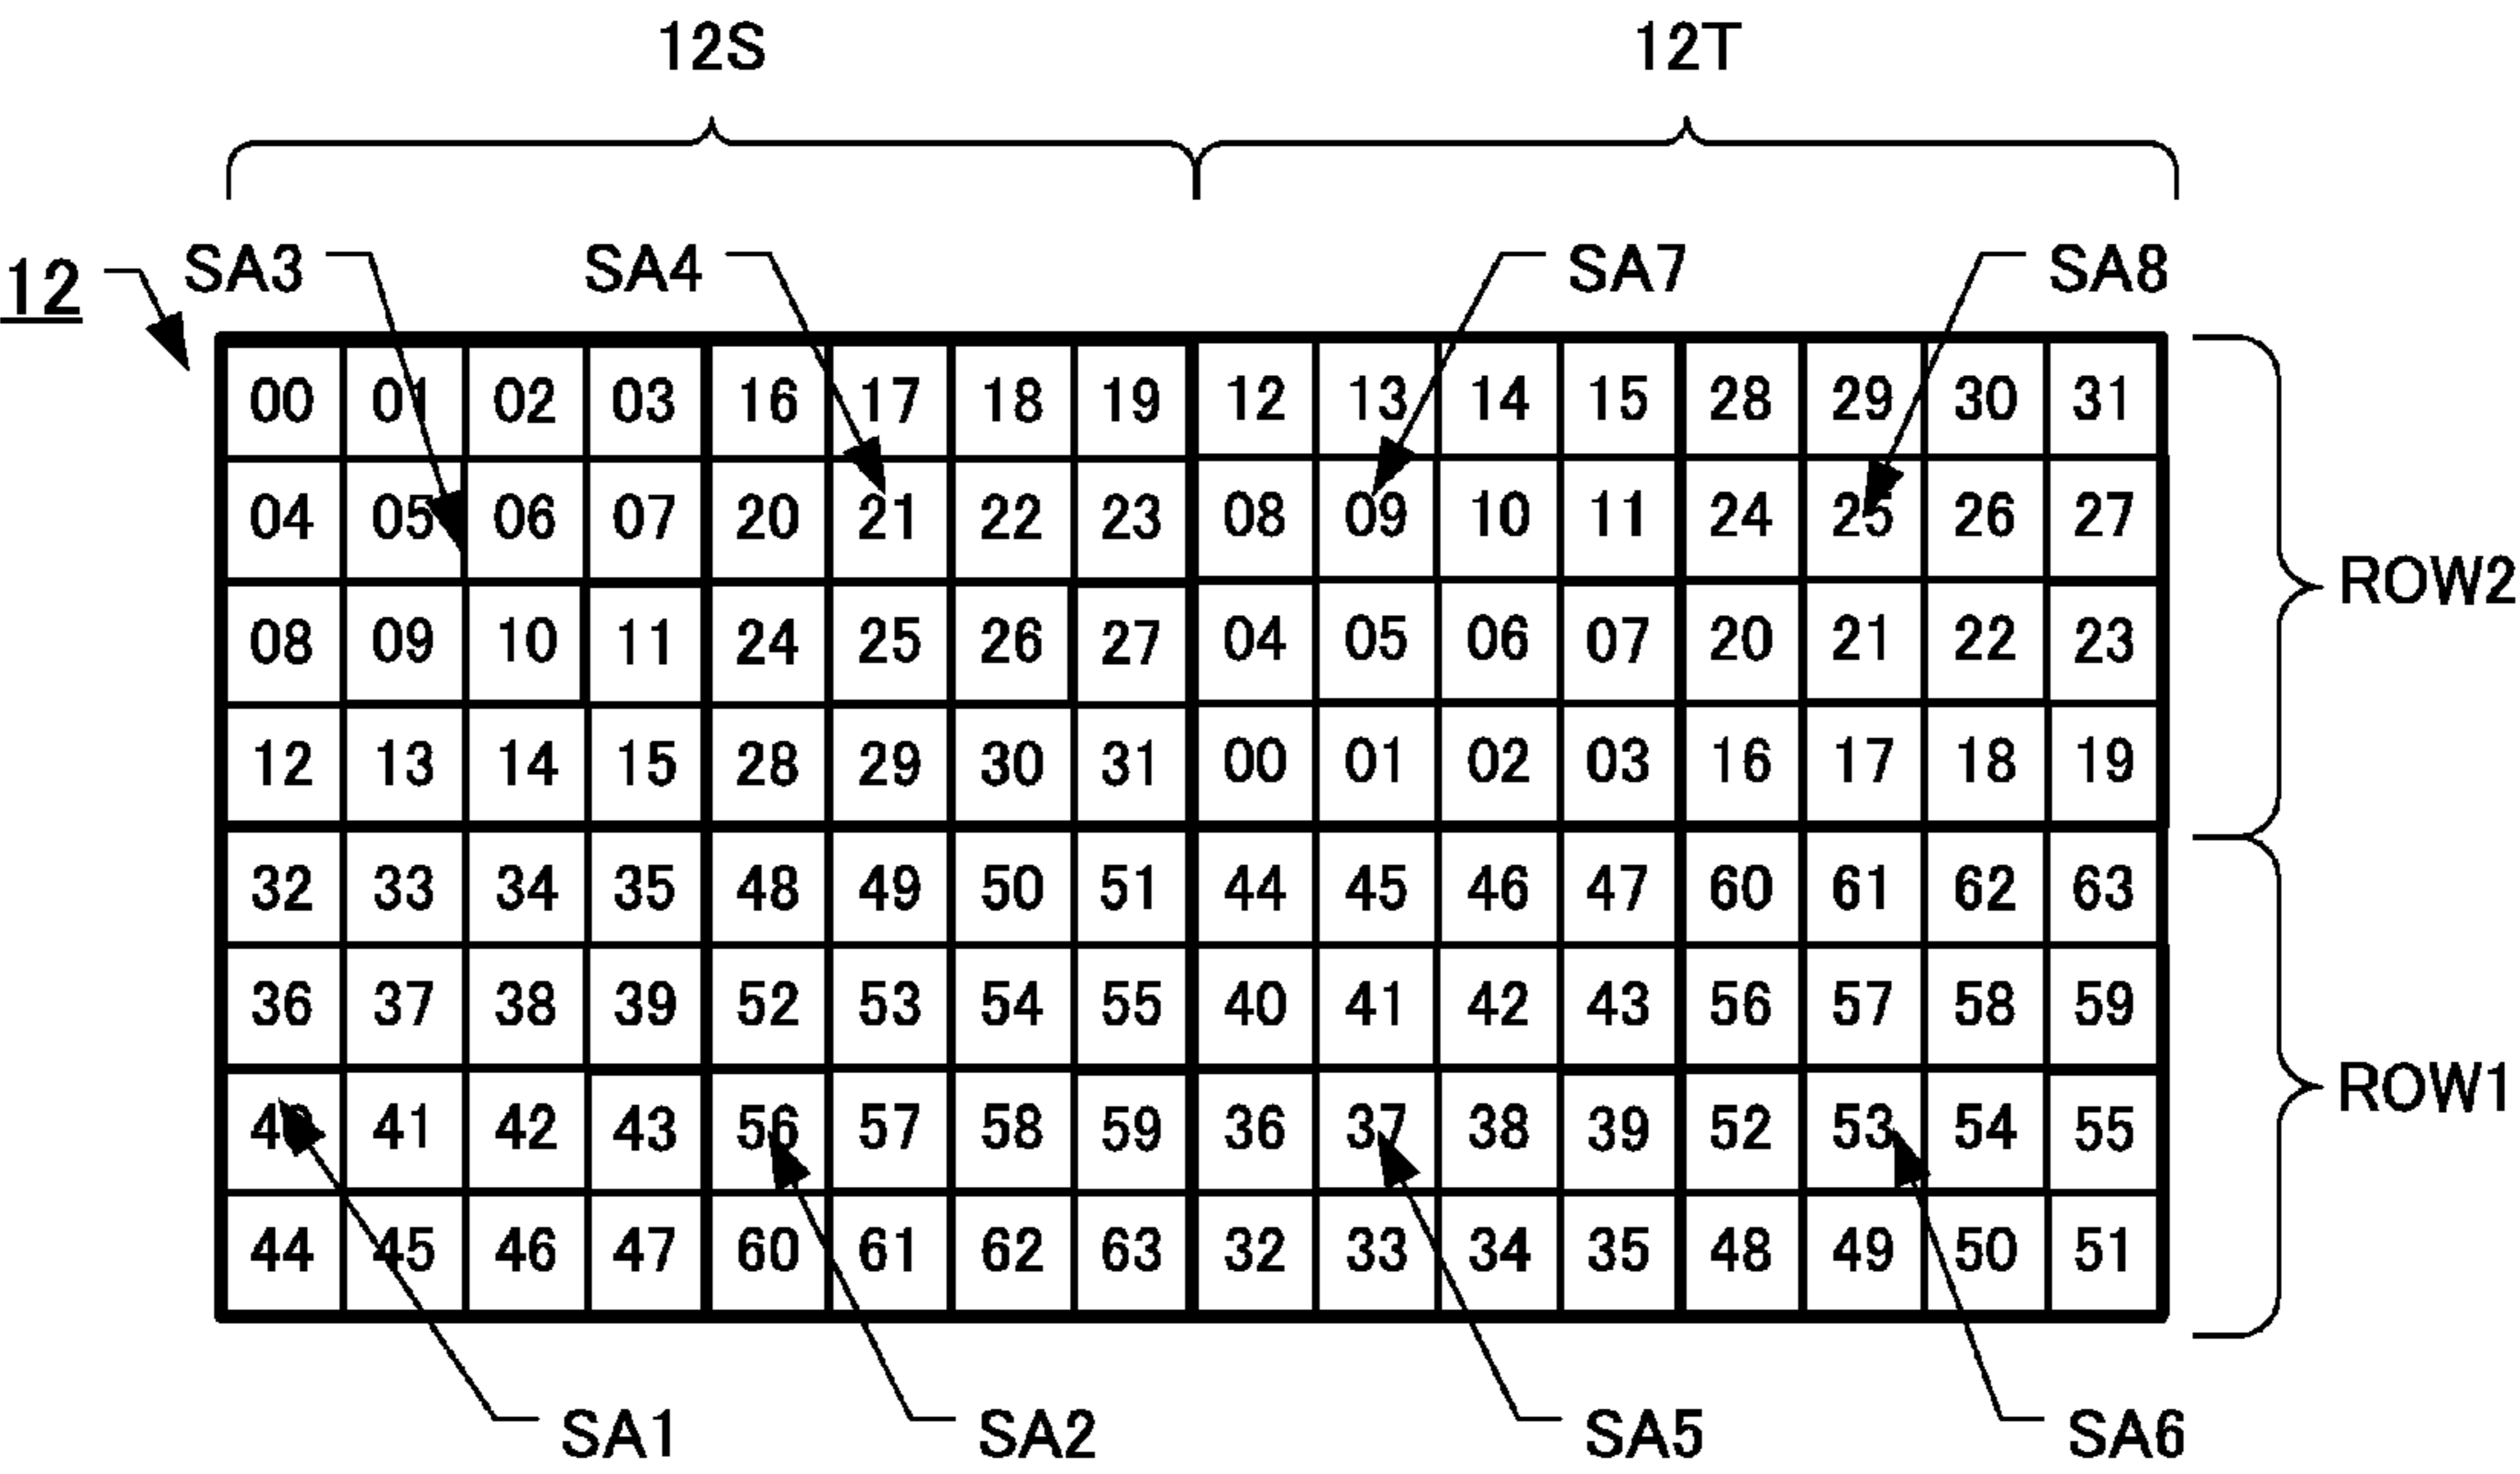 12S 12T
12 SA3 SA4 SA7 SA8
00 01 02 03 16 17 18 19 12 13 14 15 28 29 30 31
04 05 06 07 20 21 22 23 08 09 10 11 24 25 26 27
ROW2
08 09 10 11 24 25 26 27 04 05 06 07 20 21 22 23
12 13 14 15 28 29 30 31 00 01 02 03 16 17 18 19
32 33 34 35 48 49 50 51 44 45 46 47 60 61 62 63
36 37 38 39 52 53 54 55 40 41 42 43 56 57 58 59
ROW1
40 41 42 43 56 57 58 59 36 37 38 39 52 53 54 55
44 45 46 47 60 61 62 63 32 33 34 35 48 49 50 51
SA1 SA2 SA5 SA6